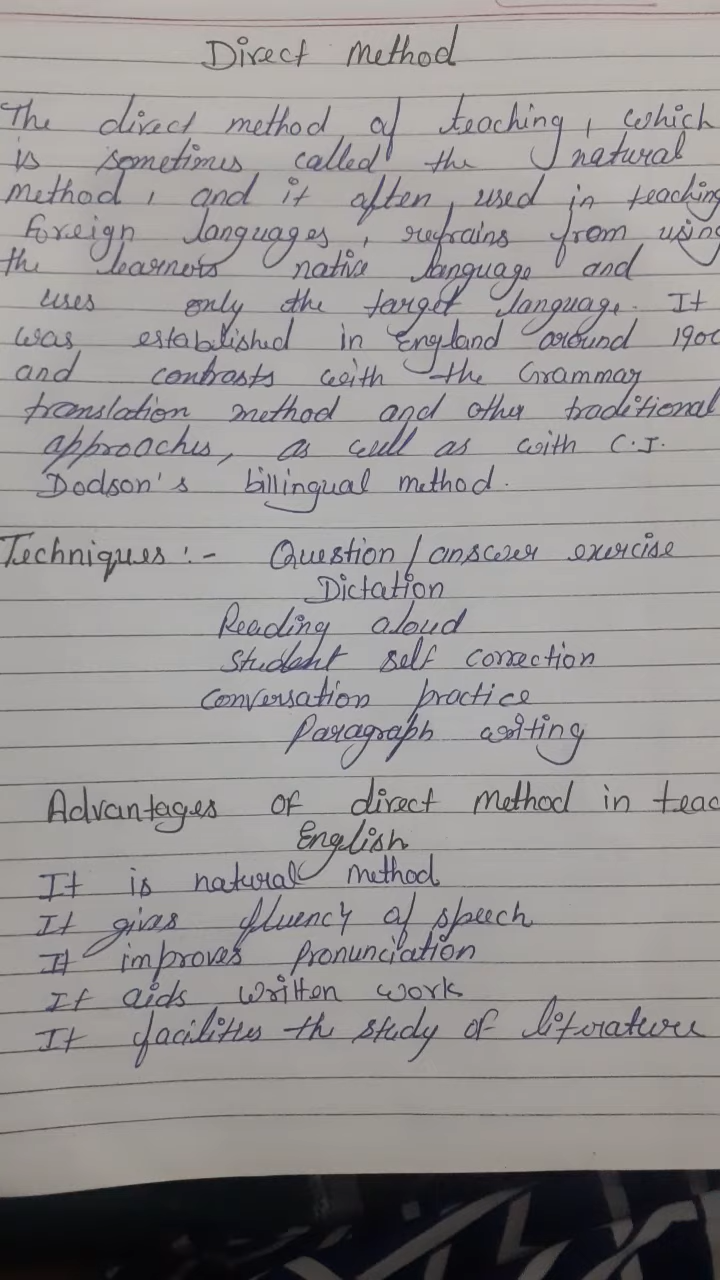 Direct Method
The direct method of teaching, which
is sometimes called the natural
method, and it often, used in teaching
foreign languages, refrains from using
the learners native language and
uses only the target language. It
was established in England around 1900
and contrasts with the Grammar
translation method and other traditional
approaches, as well as with C.J.
Dodson's billingual method.
Techniques :- Question / answer exercise
Dictation
Reading aloud
Student self correction
Conversation practice
Paragraph writing
Advantages of direct method in teac
English
It is natural method
It gives fluency of speech
It improves pronunciation
It aids written work
It facilities the study of literature